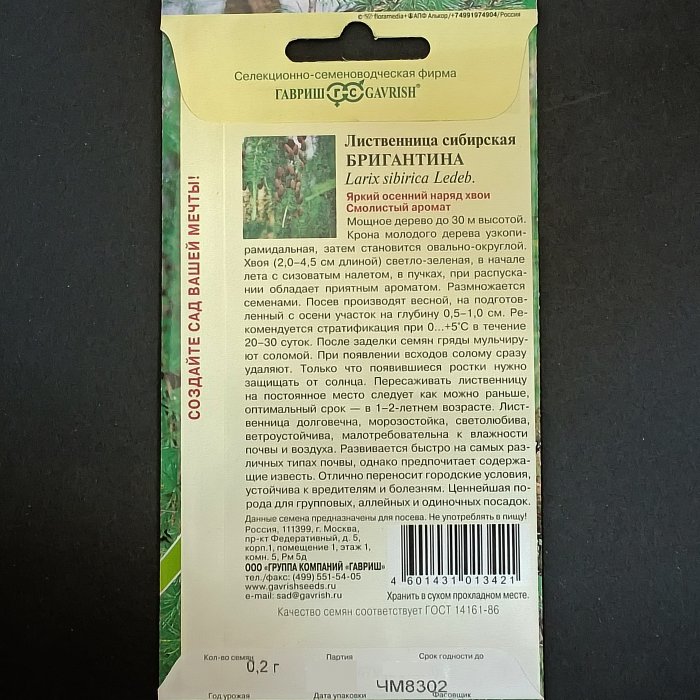 © floramedia+АПФ Алькор/+74991974904/Россия
Селекционно-семеноводческая фирма
ГАВРИШ ГС GAVRISH®
СОЗДАЙТЕ САД ВАШЕЙ МЕЧТЫ!
Лиственница сибирская
БРИГАНТИНА
Larix sibirica Ledeb.
Яркий осенний наряд хвои
Смолистый аромат
Мощное дерево до 30 м высотой.
Крона молодого дерева узкопи-
рамидальная, затем становится овально-округлой.
Хвоя (2,0–4,5 см длиной) светло-зеленая, в начале
лета с сизоватым налетом, в пучках, при распуска-
нии обладает приятным ароматом. Размножается
семенами. Посев производят весной, на подготов-
ленный с осени участок на глубину 0,5–1,0 см. Ре-
комендуется стратификация при 0...+5°С в течение
20–30 суток. После заделки семян гряды мульчиру-
ют соломой. При появлении всходов солому сразу
удаляют. Только что появившиеся ростки нужно
защищать от солнца. Пересаживать лиственницу
на постоянное место следует как можно раньше,
оптимальный срок — в 1–2-летнем возрасте. Лист-
венница долговечна, морозостойка, светолюбива,
ветроустойчива, малотребовательна к влажности
почвы и воздуха. Развивается быстро на самых раз-
личных типах почвы, однако предпочитает содержа-
щие известь. Отлично переносит городские условия,
устойчива к вредителям и болезням. Ценнейшая по-
рода для групповых, аллейных и одиночных посадок.
Данные семена предназначены для посева. Не употреблять в пищу!
Россия, 111399, г. Москва,
пр-кт Федеративный, д. 5,
корп.1, помещение 1, этаж 1,
комн. 5, Рм 5д
ООО «ГРУППА КОМПАНИЙ «ГАВРИШ»
тел./факс: (499) 551-54-05
www.gavrishseeds.ru
e-mail: sad@gavrish.ru
4 601431 013421
Хранить в сухом прохладном месте.
Качество семян соответствует ГОСТ 14161-86
Кол-во семян Партия Срок годности до
0,2 г
ЧМ8302
Год урожая Дата упаковки Фасовщик